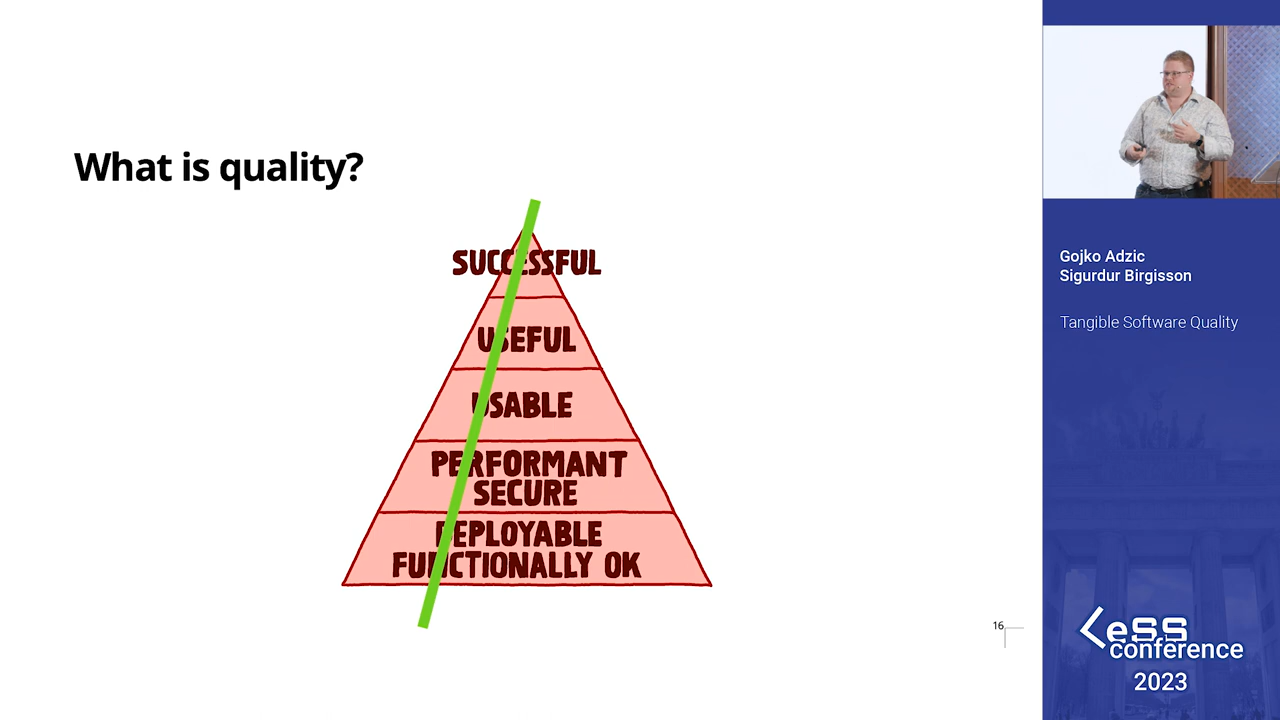 What is quality?
SUCCESSFUL
USEFUL
USABLE
PERFORMANT
SECURE
DEPLOYABLE
FUNCTIONALLY OK
16
Gojko Adzic
Sigurdur Birgisson
Tangible Software Quality
LeSS
conference
2023